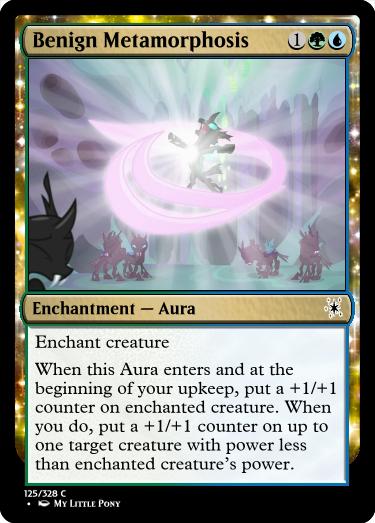 Benign Metamorphosis 1
Enchantment — Aura
Enchant creature
When this Aura enters and at the
beginning of your upkeep, put a +1/+1
counter on enchanted creature. When
you do, put a +1/+1 counter on up to
one target creature with power less
than enchanted creature's power.
125/328 C
• My Little Pony